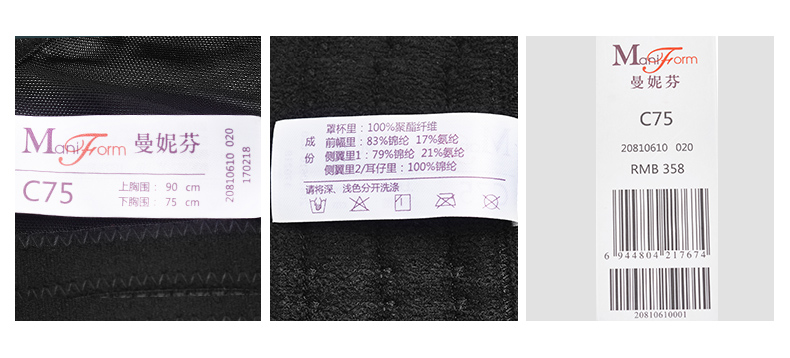 ManiForm 曼妮芬
C75
上胸围： 90 cm
下胸围： 75 cm
20810610 020
170218
成份
罩杯里：100%聚酯纤维
前幅里：83%锦纶 17%氨纶
侧翼里1：79%锦纶 21%氨纶
侧翼里2/耳仔里：100%锦纶
请将深、浅色分开洗涤
ManiForm
曼妮芬
C75
20810610 020
RMB 358
6 944804 217674
20810610001